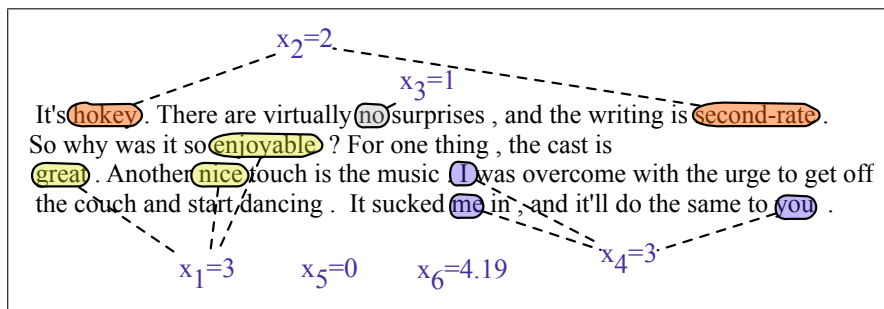 x2=2
x3=1
It's hokey . There are virtually no surprises , and the writing is second-rate .
So why was it so enjoyable ? For one thing , the cast is
great . Another nice touch is the music . I was overcome with the urge to get off
the couch and start dancing . It sucked me in , and it'll do the same to you .
x1=3 x5=0 x6=4.19 x4=3